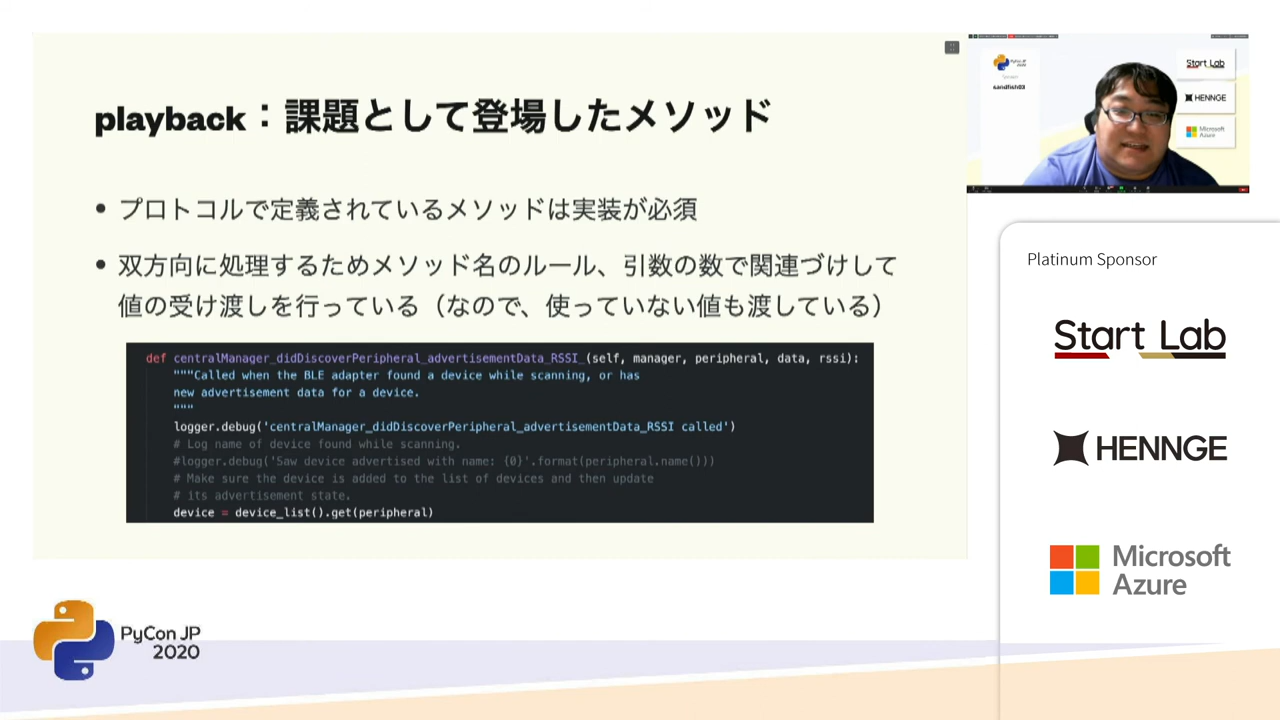 playback：課題として登場したメソッド
• プロトコルで定義されているメソッドは実装が必須
• 双方向に処理するためメソッド名のルール、引数の数で関連づけして
値の受け渡しを行っている（なので、使っていない値も渡している）
def centralManager_didDiscoverPeripheral_advertisementData_RSSI_(self, manager, peripheral, data, rssi):
"""Called when the BLE adapter found a device while scanning, or has
new advertisement data for a device.
"""
logger.debug('centralManager_didDiscoverPeripheral_advertisementData_RSSI called')
# Log name of device found while scanning.
#logger.debug('Saw device advertised with name: {0}'.format(peripheral.name()))
# Make sure the device is added to the list of devices and then update
# its advertisement state.
device = device_list().get(peripheral)
PyCon JP
2020
sandfish03
Start Lab
HENNGE
Microsoft
Azure
Platinum Sponsor
Start Lab
HENNGE
Microsoft
Azure
PyCon JP
2020